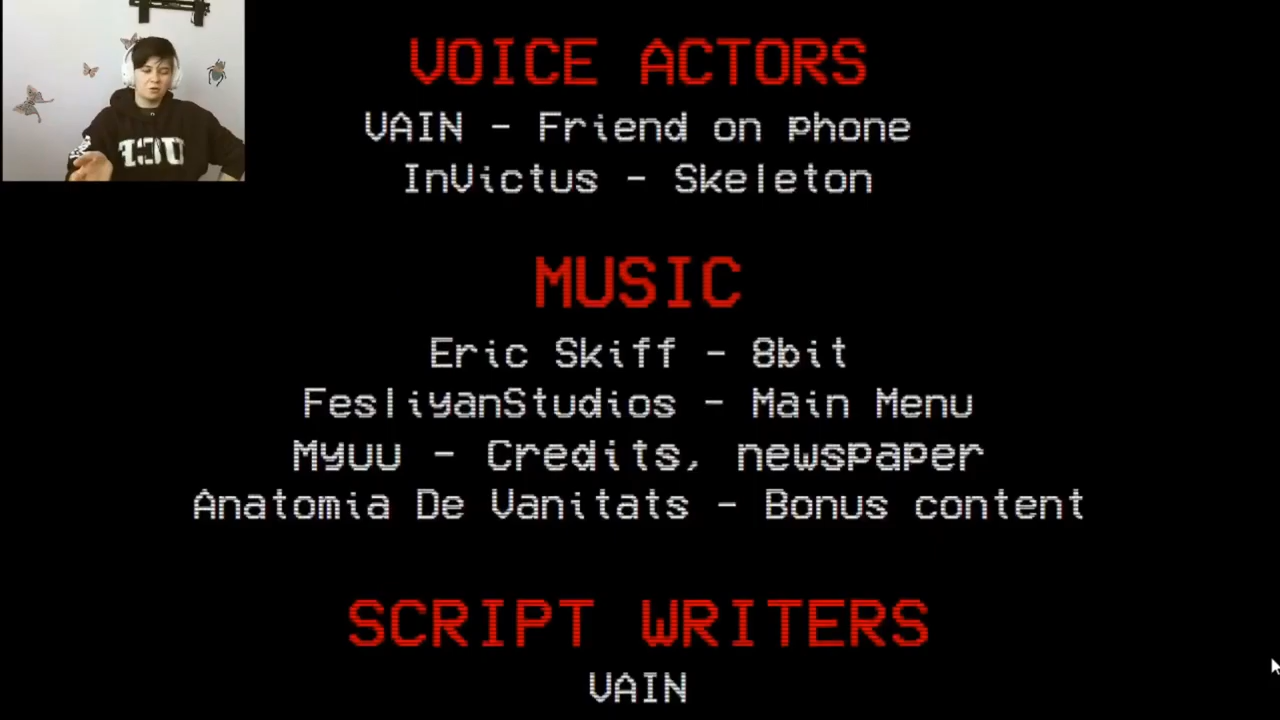 VOICE ACTORS
VAIN - Friend on phone
InVictus - Skeleton
MUSIC
Eric Skiff - 8bit
FesliyanStudios - Main Menu
Myuu - Credits, newspaper
Anatomia De Vanitats - Bonus content
SCRIPT WRITERS
VAIN